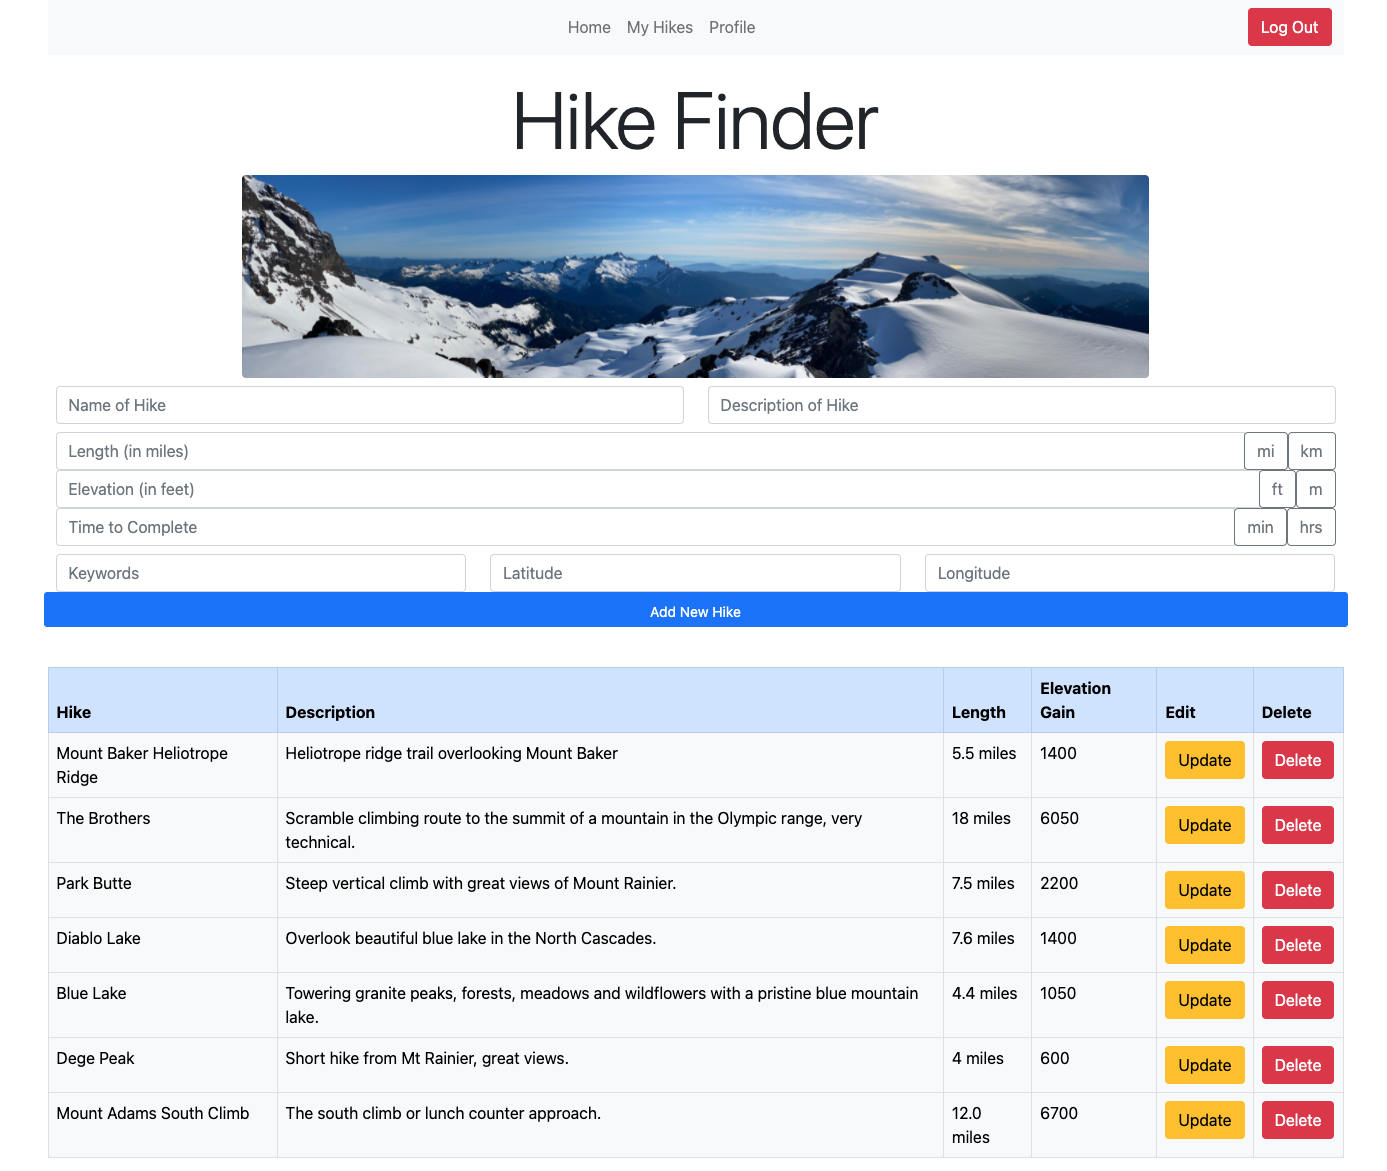 Home My Hikes Profile Log Out
Hike Finder
Name of Hike Description of Hike
Length (in miles) mi km
Elevation (in feet) ft m
Time to Complete min hrs
Keywords Latitude Longitude
Add New Hike
Hike Description Length Elevation Gain Edit Delete
Mount Baker Heliotrope Ridge Heliotrope ridge trail overlooking Mount Baker 5.5 miles 1400 Update Delete
The Brothers Scramble climbing route to the summit of a mountain in the Olympic range, very technical. 18 miles 6050 Update Delete
Park Butte Steep vertical climb with great views of Mount Rainier. 7.5 miles 2200 Update Delete
Diablo Lake Overlook beautiful blue lake in the North Cascades. 7.6 miles 1400 Update Delete
Blue Lake Towering granite peaks, forests, meadows and wildflowers with a pristine blue mountain lake. 4.4 miles 1050 Update Delete
Dege Peak Short hike from Mt Rainier, great views. 4 miles 600 Update Delete
Mount Adams South Climb The south climb or lunch counter approach. 12.0 miles 6700 Update Delete